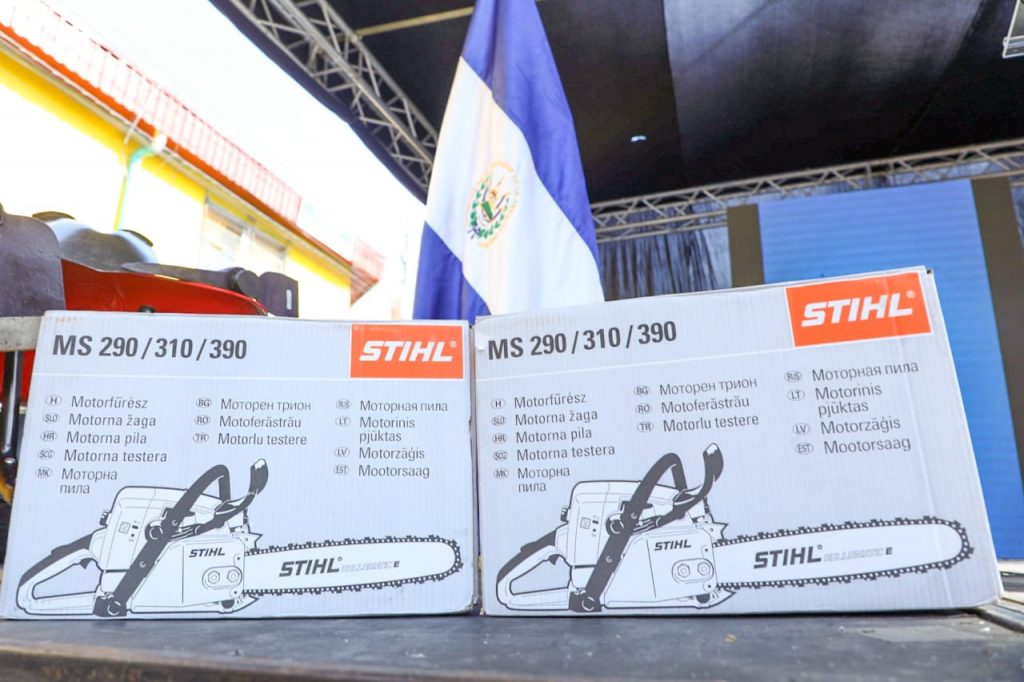 MS 290/310/390
STIHL®
H Motorfűrész
SLO Motorna žaga
HR Motorna pila
SCG Motorna testera
MK Моторна
пила
BG Моторен трион
RO Motoferăstrău
TR Motorlu testere
RUS Моторная пила
LT Motorinis
pjūklas
LV Motorzāģis
EST Mootorsaag
STIHL
STIHL® ROLLOMATIC E
MS 290/310/390
STIHL®
H Motorfűrész
SLO Motorna žaga
HR Motorna pila
SCG Motorna testera
MK Моторна
пила
BG Моторен трион
RO Motoferăstrău
TR Motorlu testere
RUS Моторная пила
LT Motorinis
pjūklas
LV Motorzāģis
EST Mootorsaag
STIHL
STIHL® ROLLOMATIC E